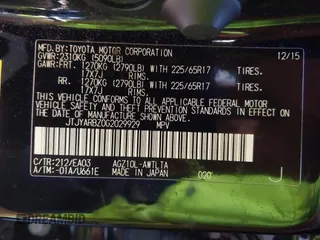 MFD.BY:TOYOTA MOTOR CORPORATION 12/15
GVWR:2310KG (5090LB)
GAWR:FRT. 1270KG (2790LB) WITH 225/65R17 TIRES.
17X7J RIMS.
RR. 1270KG (2790LB) WITH 225/65R17 TIRES.
17X7J RIMS.
THIS VEHICLE CONFORMS TO ALL APPLICABLE FEDERAL MOTOR
VEHICLE SAFETY AND BUMPER STANDARDS IN EFFECT ON
THE DATE OF MANUFACTURE SHOWN ABOVE.
JTJYARBZ0G2029929 MPV
C/TR:212/EA03 AGZ10L-AWTLTA J
A/TM:-01A/U661E MADE IN JAPAN 020